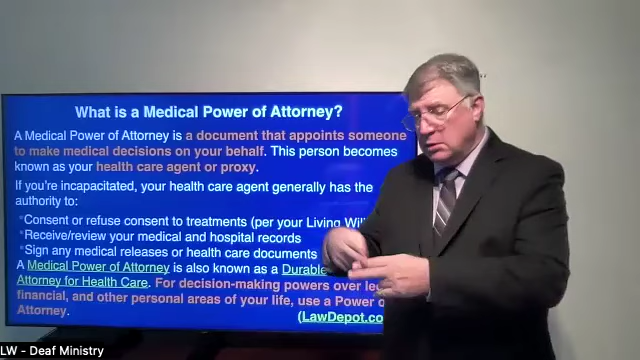 What is a Medical Power of Attorney?
A Medical Power of Attorney is a document that appoints someone
to make medical decisions on your behalf. This person becomes
known as your health care agent or proxy.
If you're incapacitated, your health care agent generally has the
authority to:
*Consent or refuse consent to treatments (per your Living Wil
*Receive/review your medical and hospital records
*Sign any medical releases or health care documents
A Medical Power of Attorney is also known as a Durable
Attorney for Health Care. For decision-making powers over
financial, and other personal areas of your life, use a Power o
Attorney.
(LawDepot.co
LW - Deaf Ministry